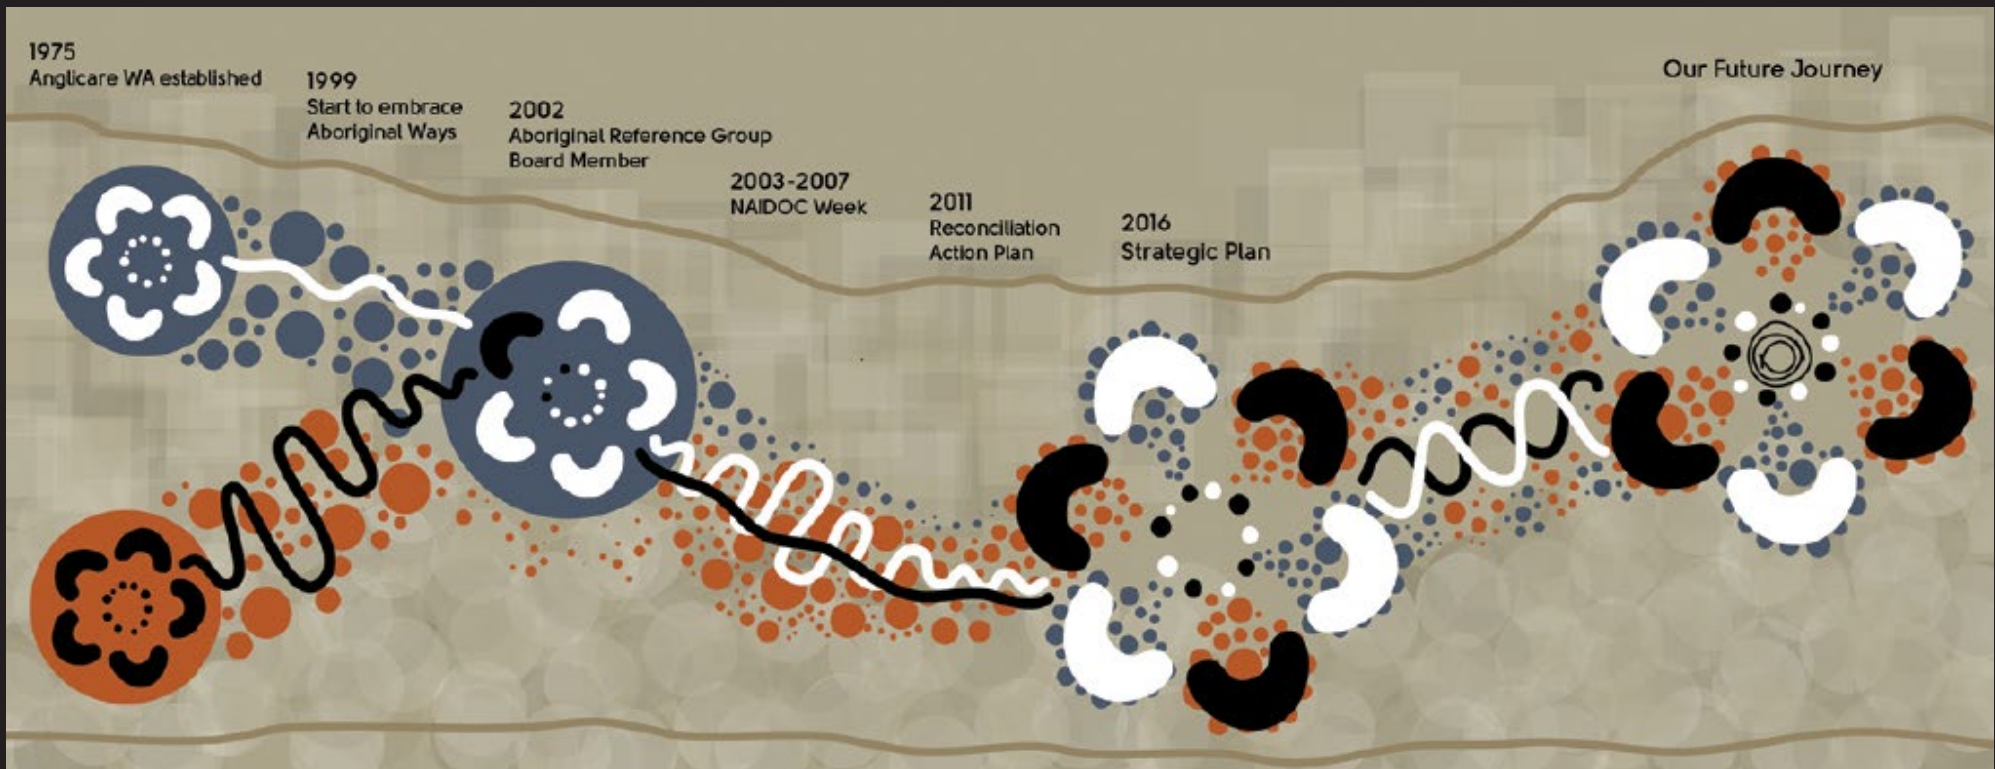 1975
Anglicare WA established
1999
Start to embrace
Aboriginal Ways
2002
Aboriginal Reference Group
Board Member
2003-2007
NAIDOC Week
2011
Reconciliation
Action Plan
2016
Strategic Plan
Our Future Journey